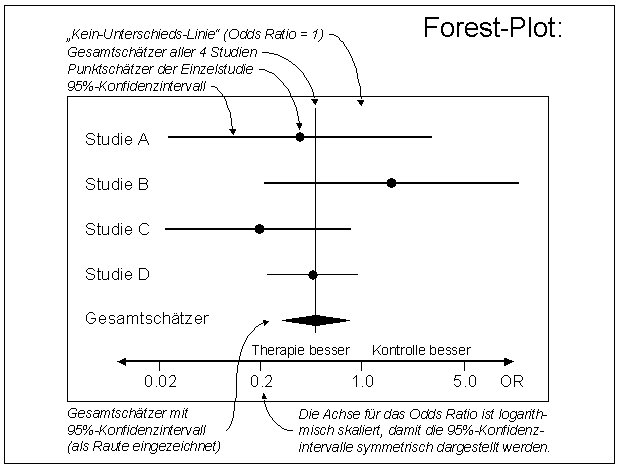 Forest-Plot:
„Kein-Unterschieds-Linie“ (Odds Ratio = 1)
Gesamtschätzer aller 4 Studien
Punktschätzer der Einzelstudie
95%-Konfidenzintervall
Studie A
Studie B
Studie C
Studie D
Gesamtschätzer
Therapie besser Kontrolle besser
0.02 0.2 1.0 5.0 OR
Gesamtschätzer mit
95%-Konfidenzintervall
(als Raute eingezeichnet)
Die Achse für das Odds Ratio ist logarith-
misch skaliert, damit die 95%-Konfidenz-
intervalle symmetrisch dargestellt werden.